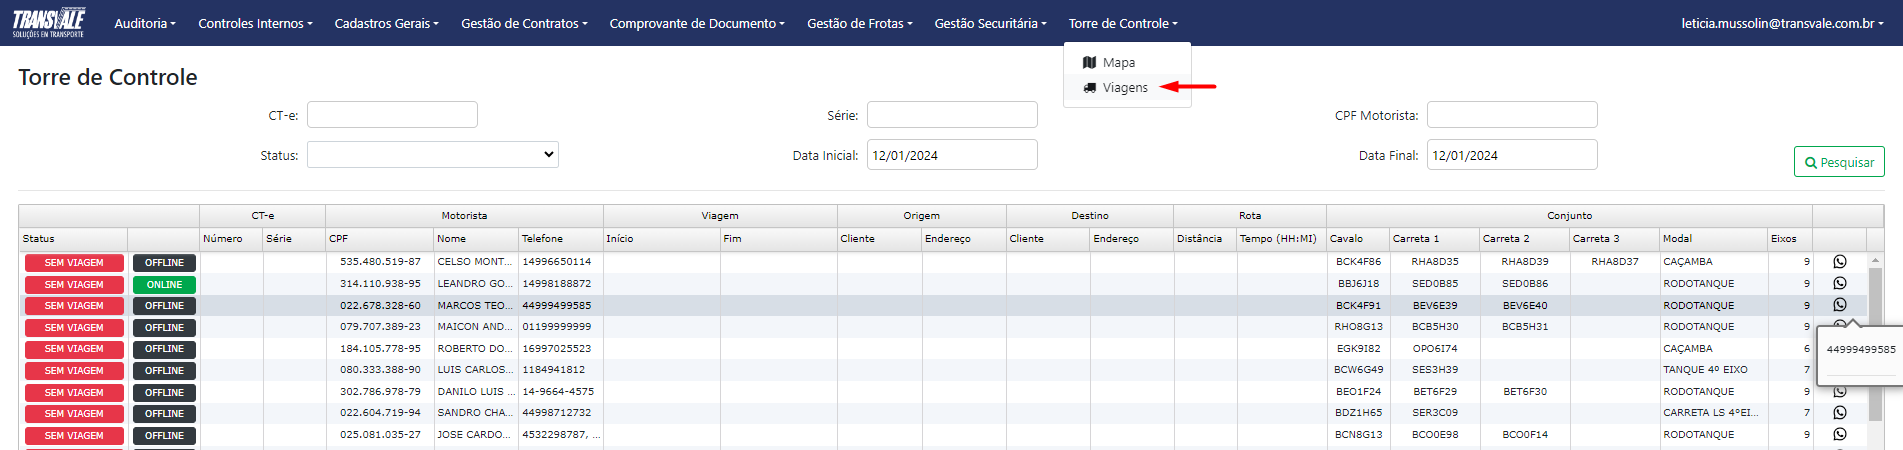 TRANSVALE
SOLUÇÕES EM TRANSPORTE
Auditoria Controles Internos Cadastros Gerais Gestão de Contratos Comprovante de Documento Gestão de Frotas Gestão Securitária Torre de Controle leticia.mussolin@transvale.com.br
Mapa
Viagens
Torre de Controle
CT-e: Série: CPF Motorista:
Status: Data Inicial: 12/01/2024 Data Final: 12/01/2024
Pesquisar
CT-e Motorista Viagem Origem Destino Rota Conjunto
Status Número Série CPF Nome Telefone Início Fim Cliente Endereço Cliente Endereço Distância Tempo (HH:MI) Cavalo Carreta 1 Carreta 2 Carreta 3 Modal Eixos
SEM VIAGEM OFFLINE 535.480.519-87 CELSO MONT... 14996650114 BCK4F86 RHA8D35 RHA8D39 RHA8D37 CAÇAMBA 9
SEM VIAGEM ONLINE 314.110.938-95 LEANDRO GO... 14998188872 BBJ6J18 SED0B85 SED0B86 RODOTANQUE 9
SEM VIAGEM OFFLINE 022.678.328-60 MARCOS TEO... 44999499585 BCK4F91 BEV6E39 BEV6E40 RODOTANQUE 9
SEM VIAGEM OFFLINE 079.707.389-23 MAICON AND... 01199999999 RHO8G13 BCB5H30 BCB5H31 RODOTANQUE 9
SEM VIAGEM OFFLINE 184.105.778-95 ROBERTO DO... 16997025523 EGK9I82 OPO6I74 CAÇAMBA 6
44999499585
SEM VIAGEM OFFLINE 080.333.388-90 LUIS CARLOS... 1184941812 BCW6G49 SES3H39 TANQUE 4º EIXO 7
SEM VIAGEM OFFLINE 302.786.978-79 DANILO LUIS ... 14-9664-4575 BEO1F24 BET6F29 BET6F30 RODOTANQUE 9
SEM VIAGEM OFFLINE 022.604.719-94 SANDRO CHA... 44998712732 BDZ1H65 SER3C09 CARRETA LS 4ºEI... 7
SEM VIAGEM OFFLINE 025.081.035-27 JOSE CARDO... 4532298787, ... BCN8G13 BCO0E98 BCO0F14 RODOTANQUE 9